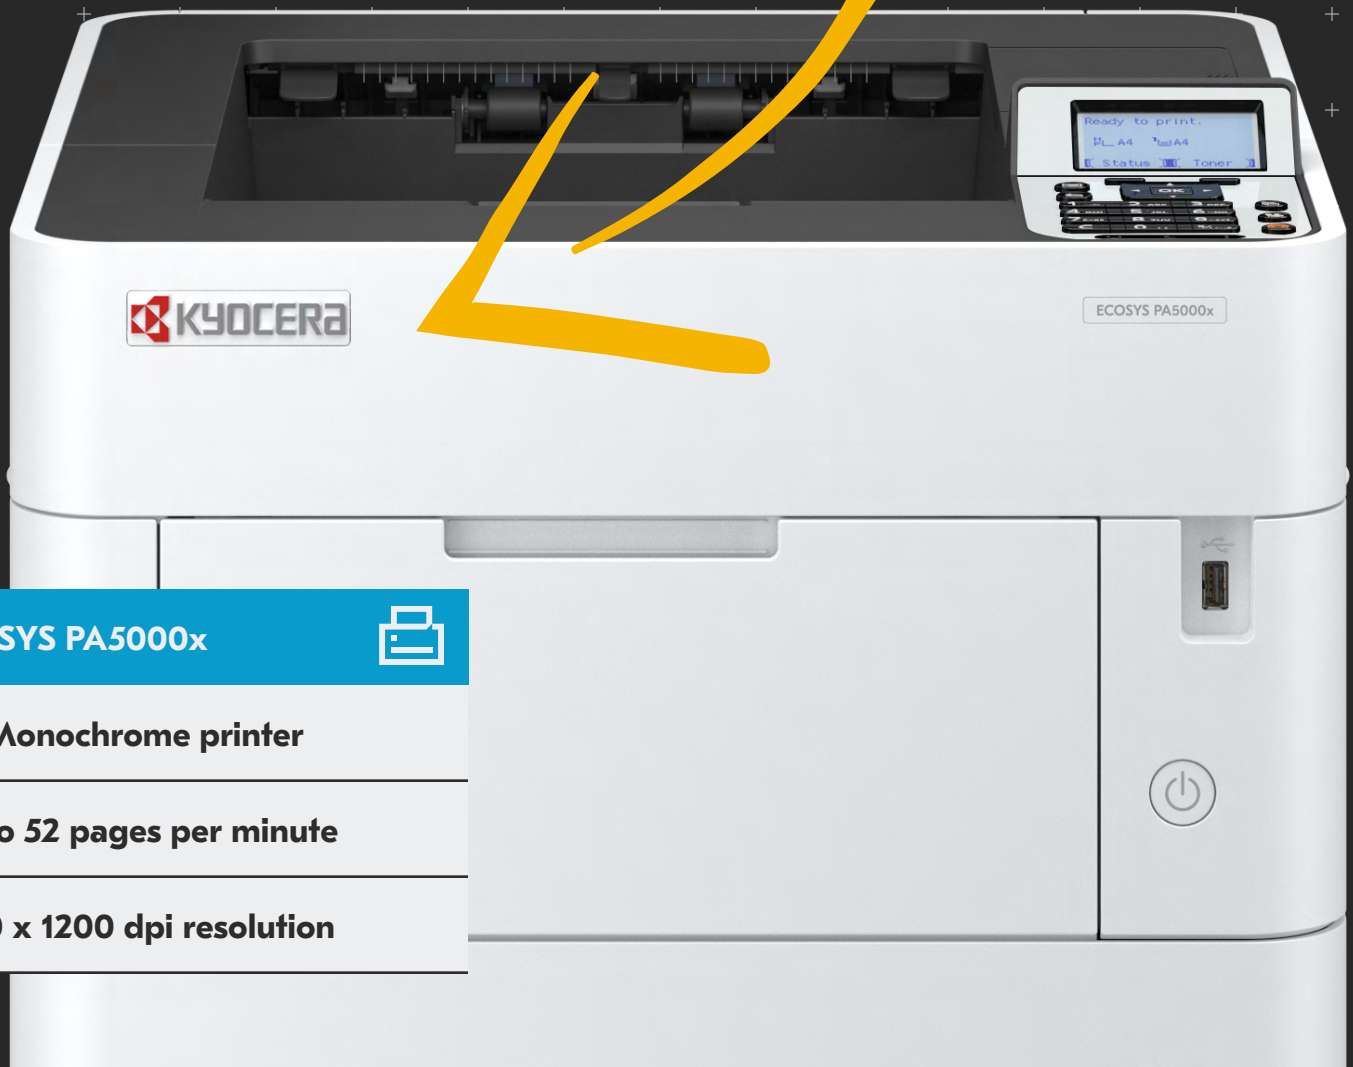 Ready to print.
A4 A4
Status Toner
OK
KYOCERA
ECOSYS PA5000x
SYS PA5000x
Monochrome printer
o 52 pages per minute
x 1200 dpi resolution